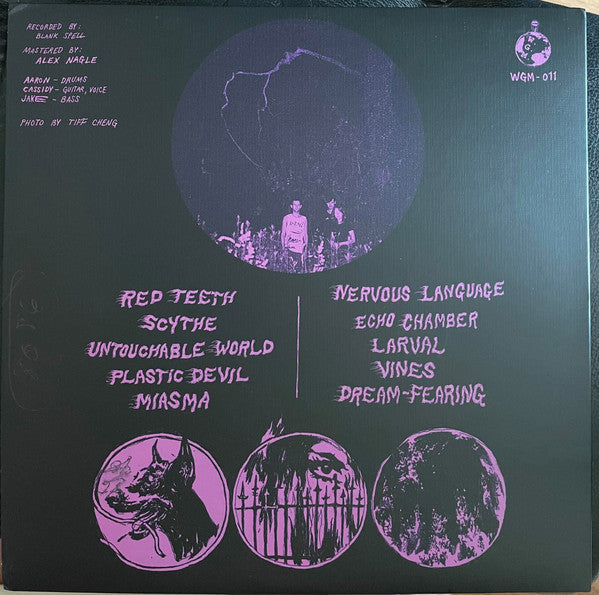 RECORDED BY:
BLANK SPELL
MASTERED BY:
ALEX NAGLE
AARON - DRUMS
CASSIDY - GUITAR, VOICE
JAKE - BASS
PHOTO BY TIFF CHENG
WGM
WGM-011
RED TEETH
SCYTHE
UNTOUCHABLE WORLD
PLASTIC DEVIL
MIASMA
NERVOUS LANGUAGE
ECHO CHAMBER
LARVAL
VINES
DREAM-FEARING